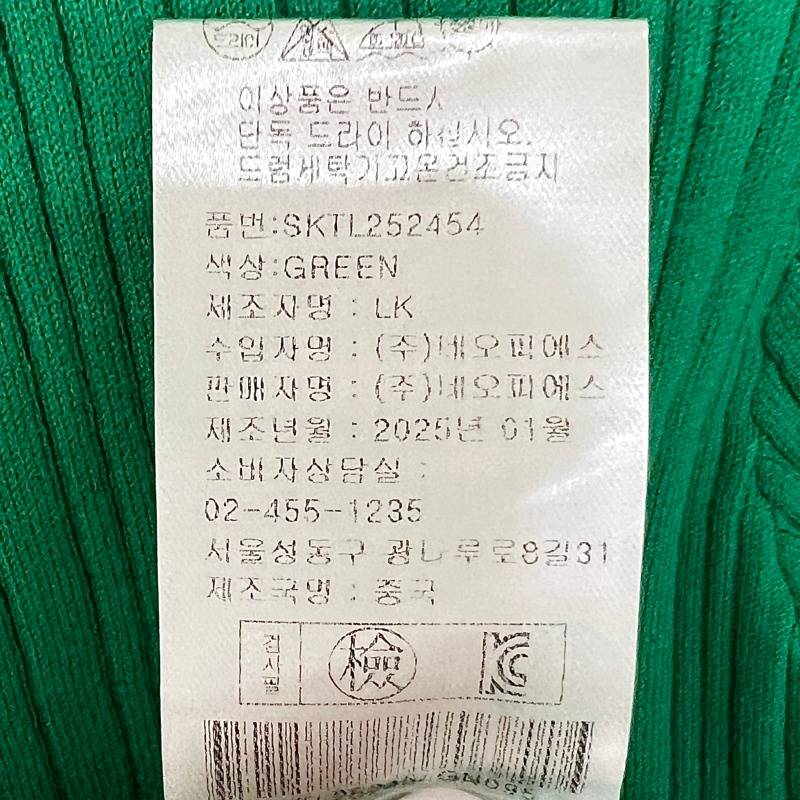 드라이
이상품은 반드시
단독 드라이 하십시오.
드럼세탁기고온건조금지
품번:SKTL252454
색상:GREEN
제조자명 : LK
수입자명 : (주)네오피에스
판매자명 : (주)네오피에스
제조년월 : 2025년 01월
소비자상담실 :
02-455-1235
서울성동구 광나루로8길31
제조국명 : 중국
검사필
檢